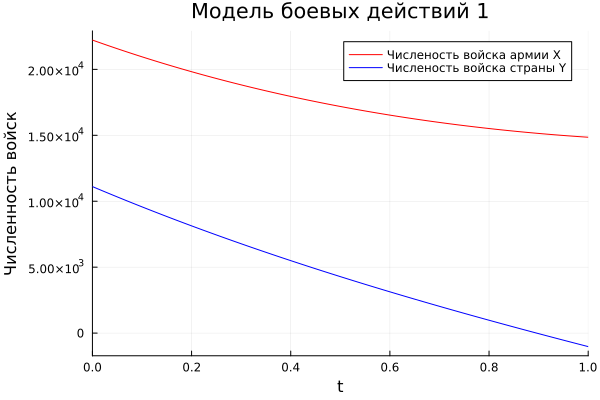 Модель боевых действий 1
Численость войска армии X
Численость войска страны Y
Численность войск
2.00×10⁴
1.50×10⁴
1.00×10⁴
5.00×10³
0
0.0 0.2 0.4 0.6 0.8 1.0
t